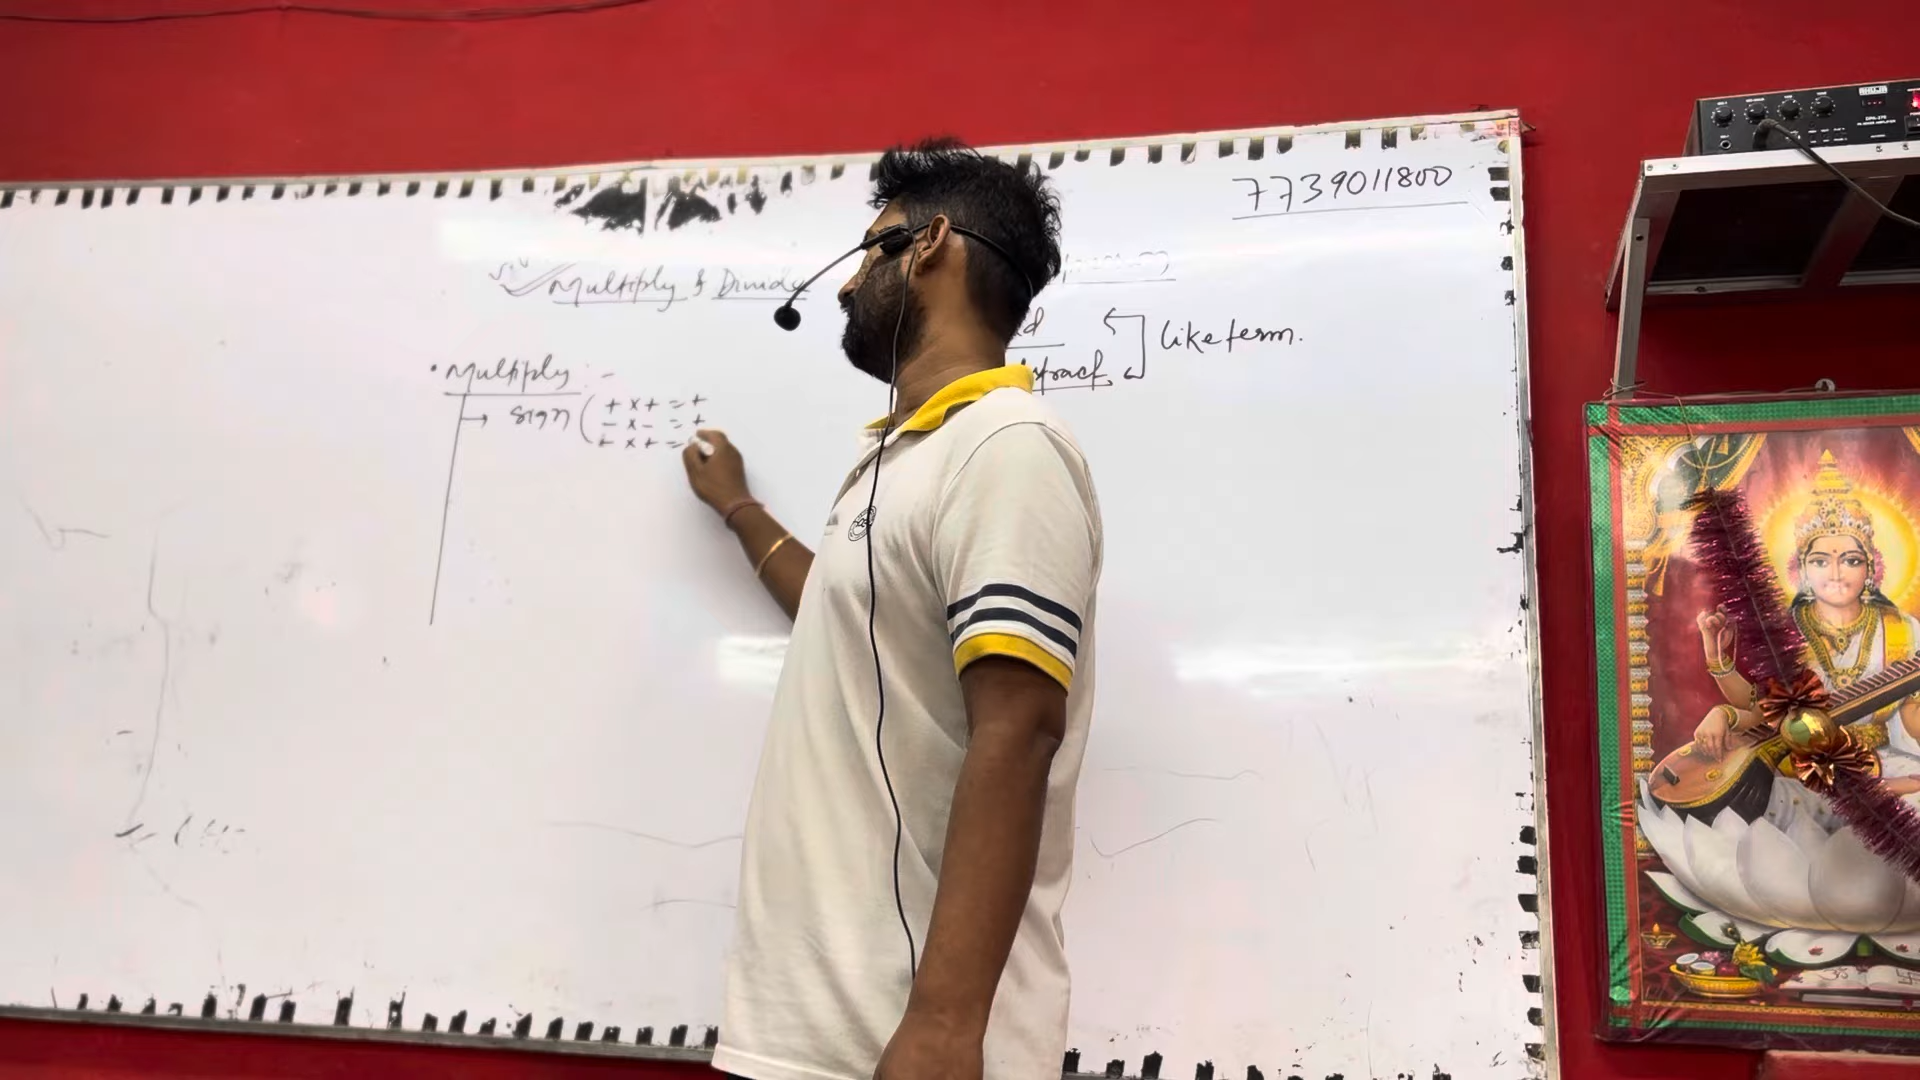 7739011800
Multiply & Divide
Like term.
• Multiply :-
→ sign ( + x + = +
- x - = +
+ x + =